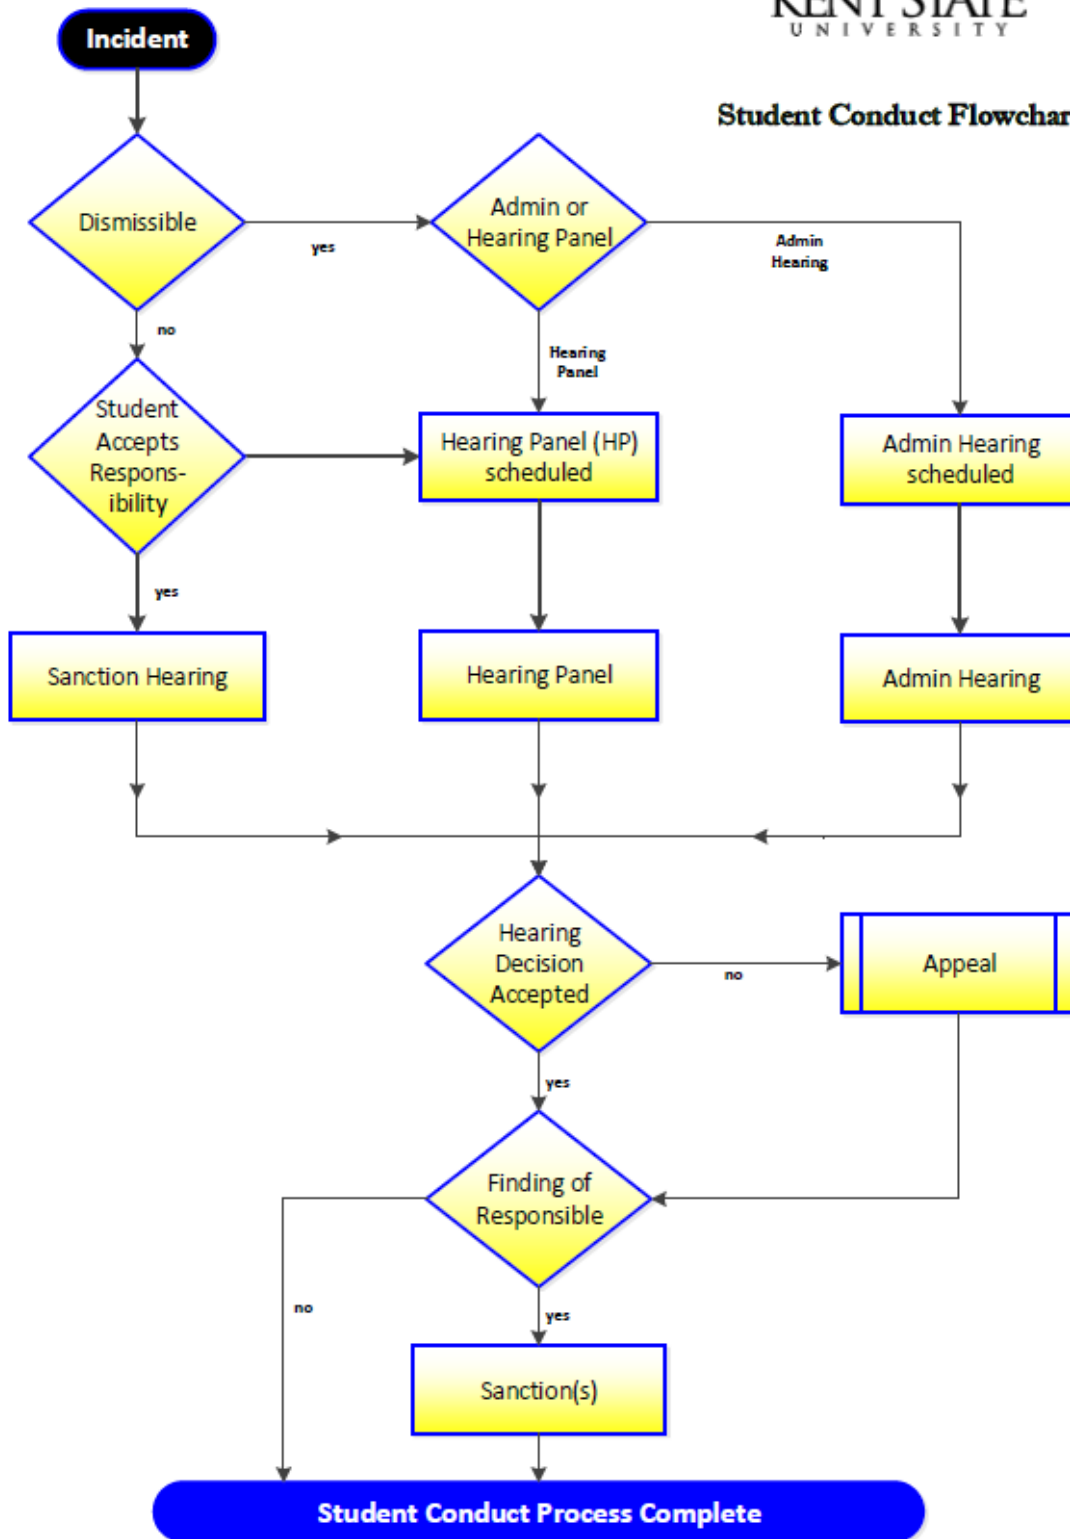 KENT STATE
UNIVERSITY
Incident
Student Conduct Flowchar
Dismissible
yes
Admin or
Hearing Panel
Admin
Hearing
no
Hearing
Panel
Student
Accepts
Respons-
ibility
Hearing Panel (HP)
scheduled
Admin Hearing
scheduled
yes
Sanction Hearing
Hearing Panel
Admin Hearing
Hearing
Decision
Accepted
no
Appeal
yes
Finding of
Responsible
no
yes
Sanction(s)
Student Conduct Process Complete